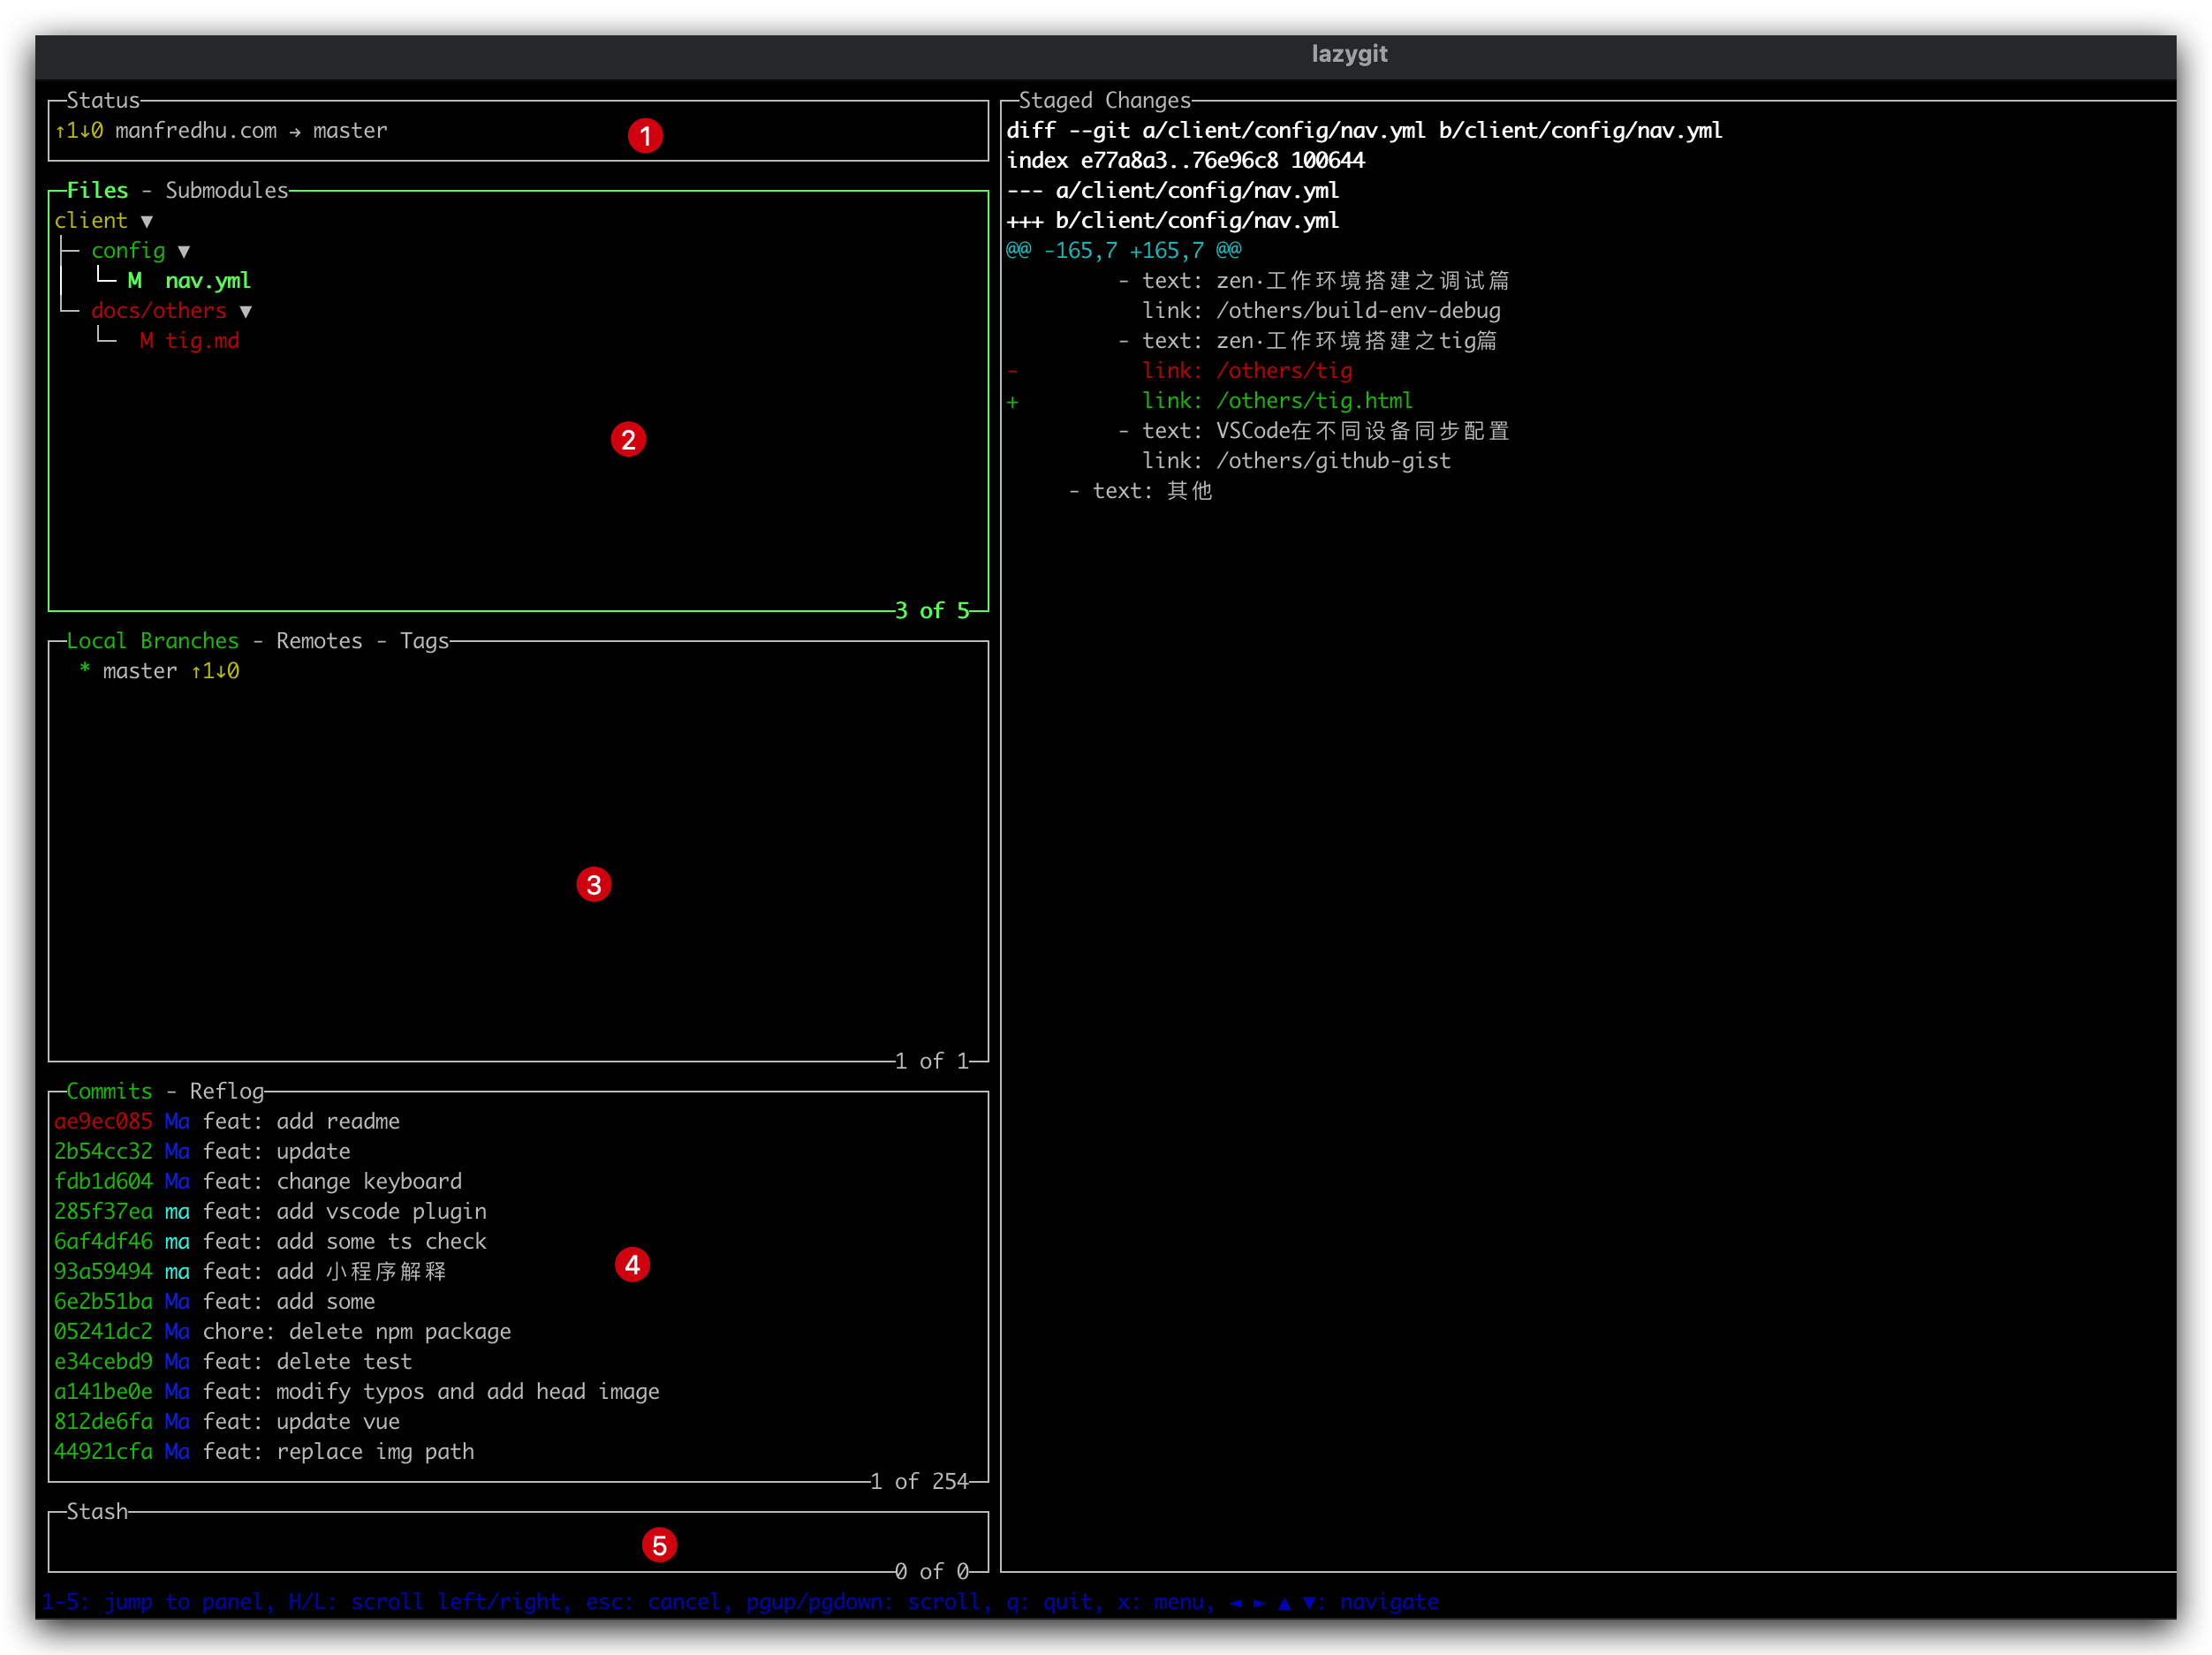 lazygit
Status
↑1↓0 manfredhu.com → master
1
Files - Submodules
client ▼
config ▼
M nav.yml
docs/others ▼
M tig.md
2
3 of 5
Local Branches - Remotes - Tags
* master ↑1↓0
3
1 of 1
Commits - Reflog
ae9ec085 Ma feat: add readme
2b54cc32 Ma feat: update
fdb1d604 Ma feat: change keyboard
285f37ea ma feat: add vscode plugin
6af4df46 ma feat: add some ts check
93a59494 ma feat: add 小程序解释
6e2b51ba Ma feat: add some
05241dc2 Ma chore: delete npm package
e34cebd9 Ma feat: delete test
a141be0e Ma feat: modify typos and add head image
812de6fa Ma feat: update vue
44921cfa Ma feat: replace img path
4
1 of 254
Stash
5
0 of 0
Staged Changes
diff --git a/client/config/nav.yml b/client/config/nav.yml
index e77a8a3..76e96c8 100644
--- a/client/config/nav.yml
+++ b/client/config/nav.yml
@@ -165,7 +165,7 @@
- text: zen·工作环境搭建之调试篇
link: /others/build-env-debug
- text: zen·工作环境搭建之tig篇
- link: /others/tig
+ link: /others/tig.html
- text: VSCode在不同设备同步配置
link: /others/github-gist
- text: 其他
1-5: jump to panel, H/L: scroll left/right, esc: cancel, pgup/pgdown: scroll, q: quit, x: menu, ◄ ► ▲ ▼: navigate